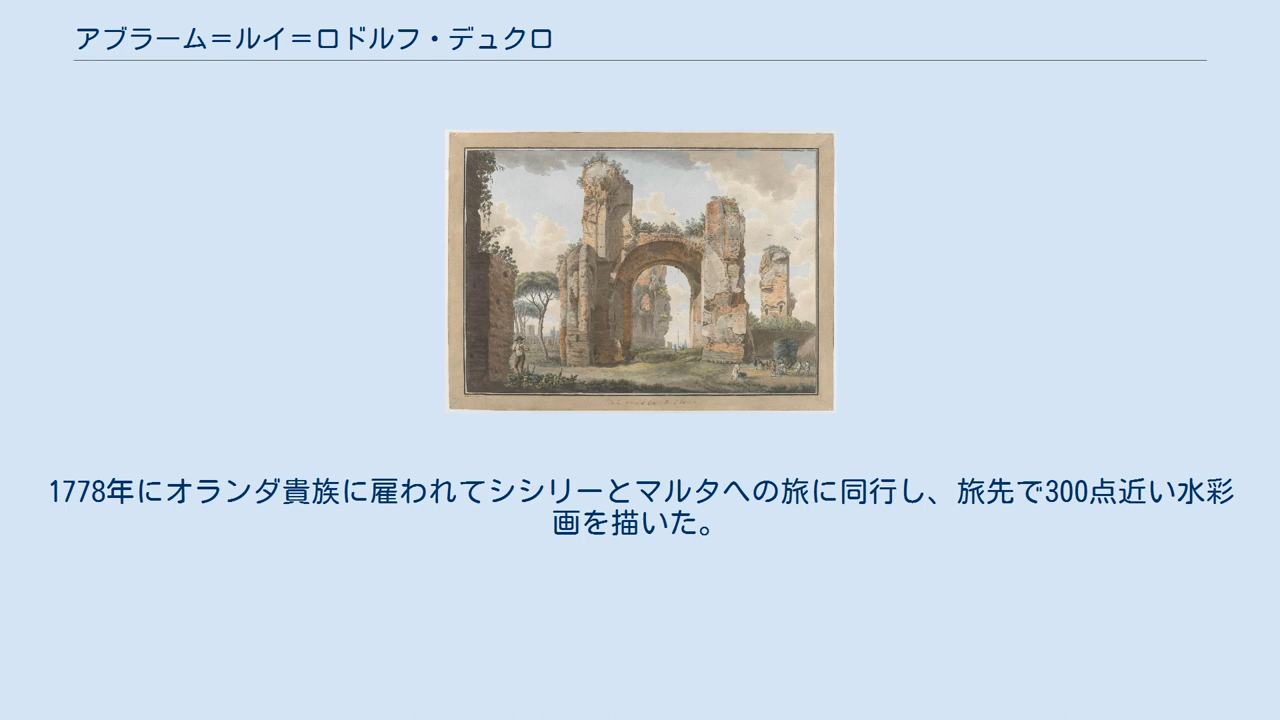 アブラーム＝ルイ＝ロドルフ・デュクロ
1778年にオランダ貴族に雇われてシシリーとマルタへの旅に同行し、旅先で300点近い水彩
画を描いた。